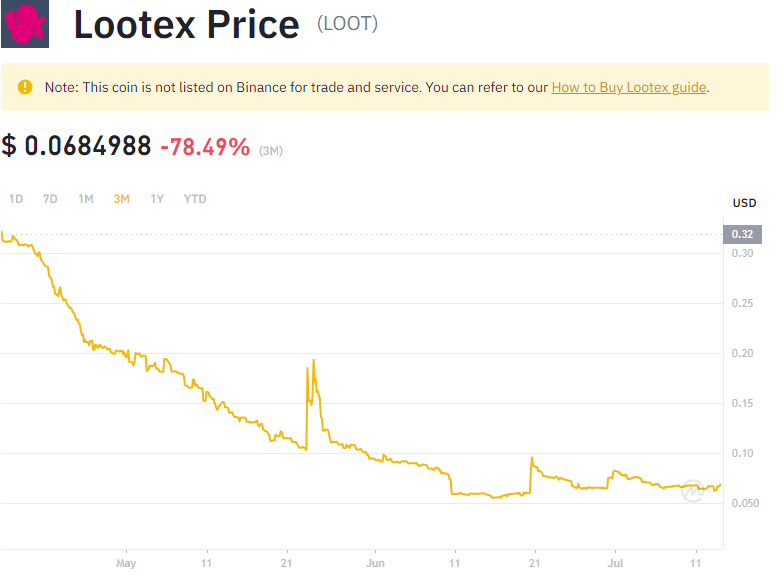 Lootex Price (LOOT)
Note: This coin is not listed on Binance for trade and service. You can refer to our How to Buy Lootex guide.
$ 0.0684988 -78.49% (3M)
1D 7D 1M 3M 1Y YTD
USD
0.32
0.30
0.25
0.20
0.15
0.10
0.050
May 11 21 Jun 11 21 Jul 11